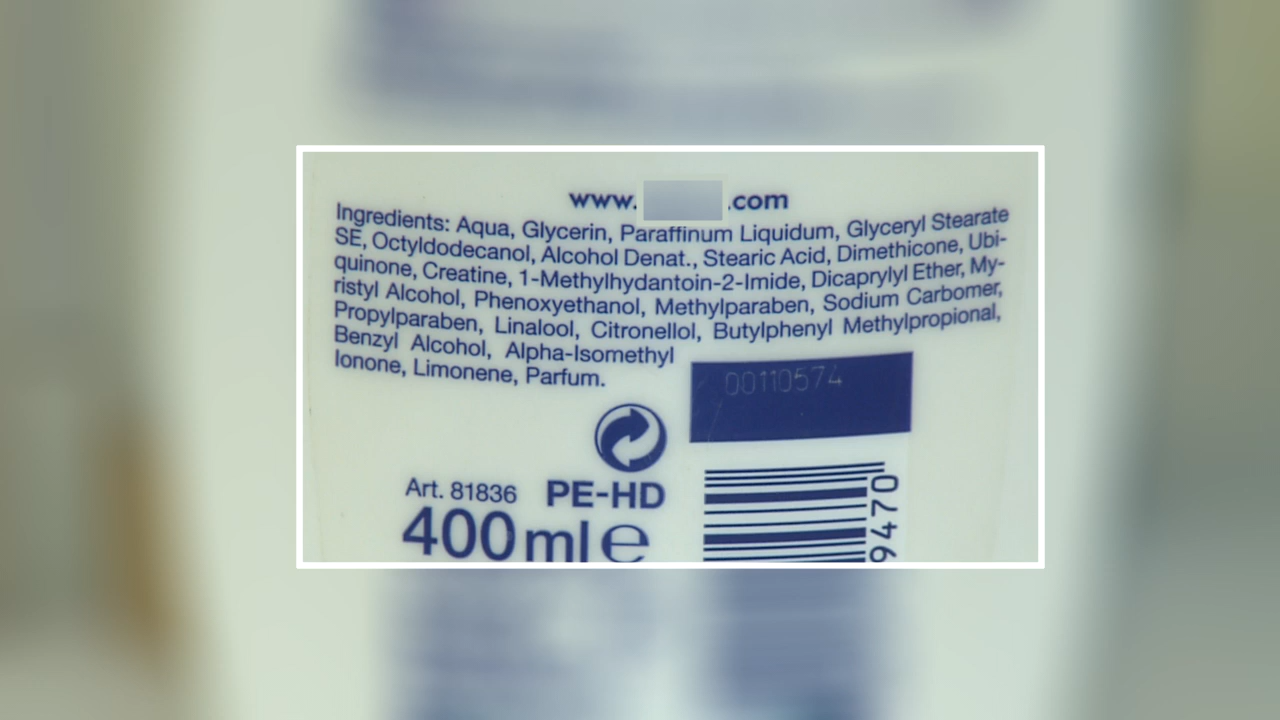 www. .com
Ingredients: Aqua, Glycerin, Paraffinum Liquidum, Glyceryl Stearate
SE, Octyldodecanol, Alcohol Denat., Stearic Acid, Dimethicone, Ubi-
quinone, Creatine, 1-Methylhydantoin-2-Imide, Dicaprylyl Ether, My-
ristyl Alcohol, Phenoxyethanol, Methylparaben, Sodium Carbomer,
Propylparaben, Linalool, Citronellol, Butylphenyl Methylpropional,
Benzyl Alcohol, Alpha-Isomethyl
Ionone, Limonene, Parfum.
00110574
Art. 81836 PE-HD
400 ml e
9470